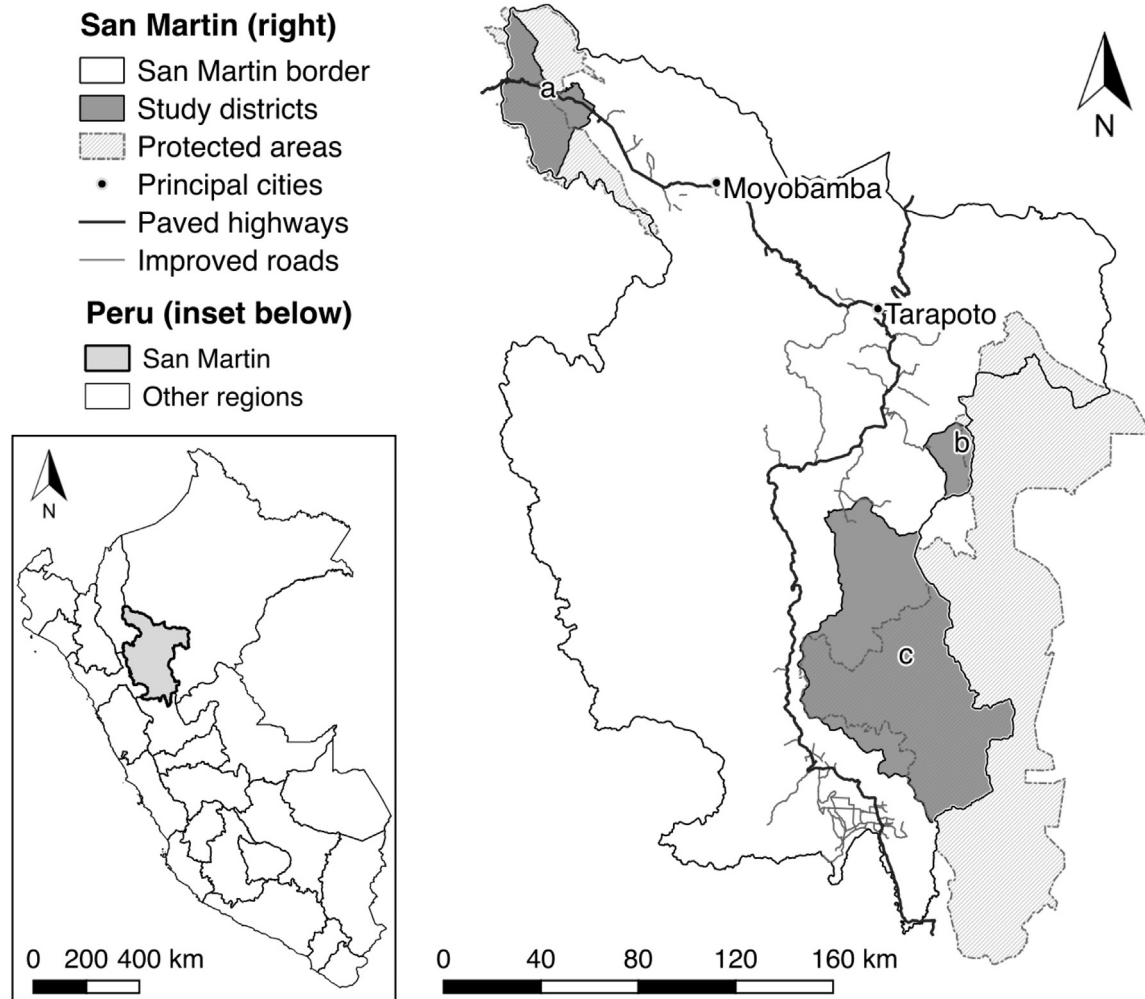 San Martin (right)
San Martin border
Study districts
Protected areas
Principal cities
Paved highways
Improved roads
Peru (inset below)
San Martin
Other regions
N
0 200 400 km
N
a
Moyobamba
Tarapoto
b
c
0 40 80 120 160 km